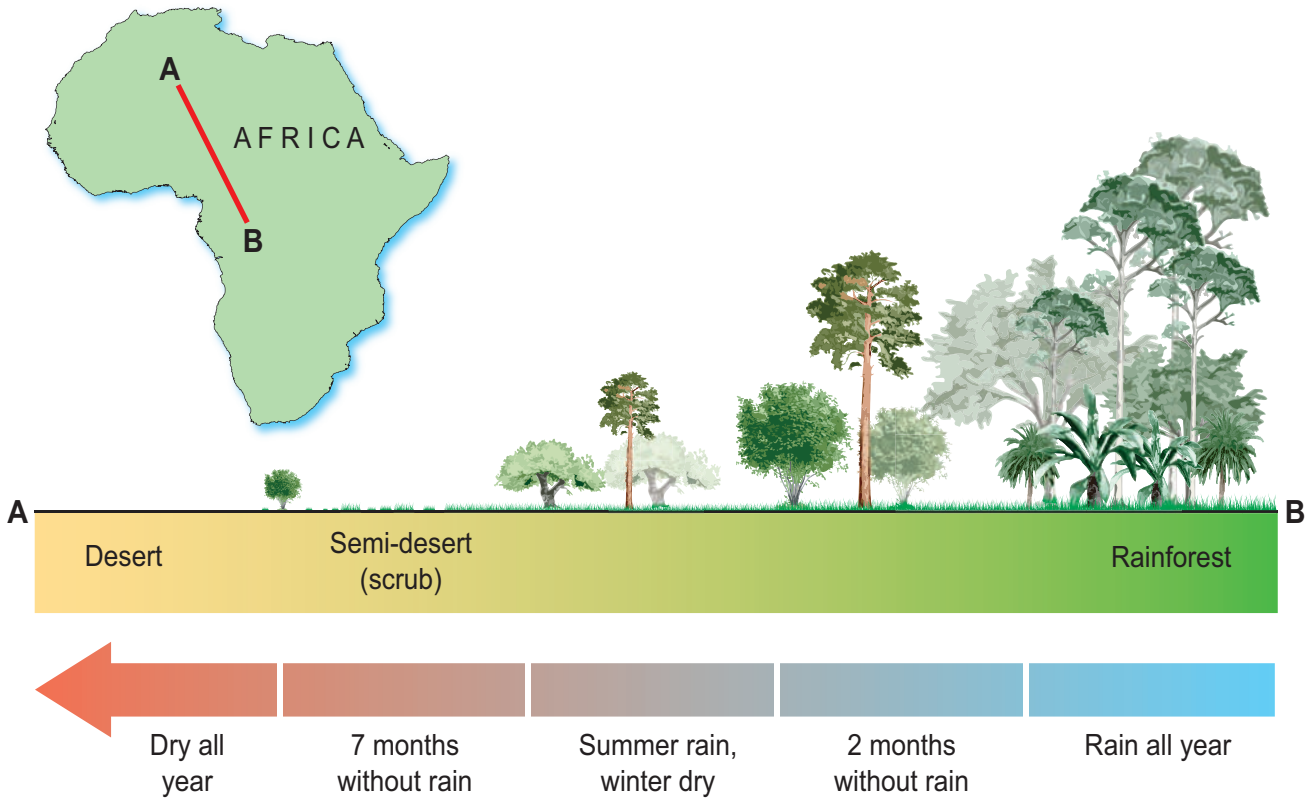 A
AFRICA
B
A
B
Desert
Semi-desert
(scrub)
Rainforest
Dry all
year
7 months
without rain
Summer rain,
winter dry
2 months
without rain
Rain all year